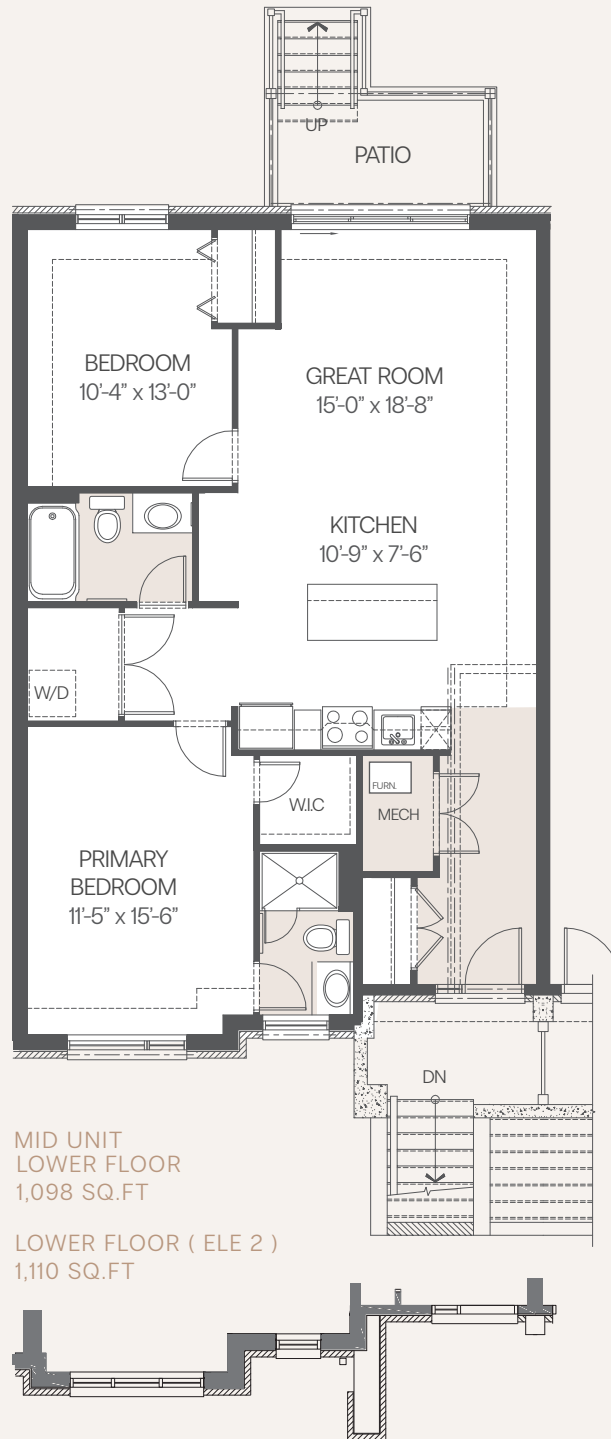 UP
PATIO
BEDROOM
10'-4" x 13'-0"
GREAT ROOM
15'-0" x 18'-8"
KITCHEN
10'-9" x 7'-6"
W/D
W.I.C
FURN.
MECH
PRIMARY
BEDROOM
11'-5" x 15'-6"
DN
MID UNIT
LOWER FLOOR
1,098 SQ.FT
LOWER FLOOR ( ELE 2 )
1,110 SQ.FT